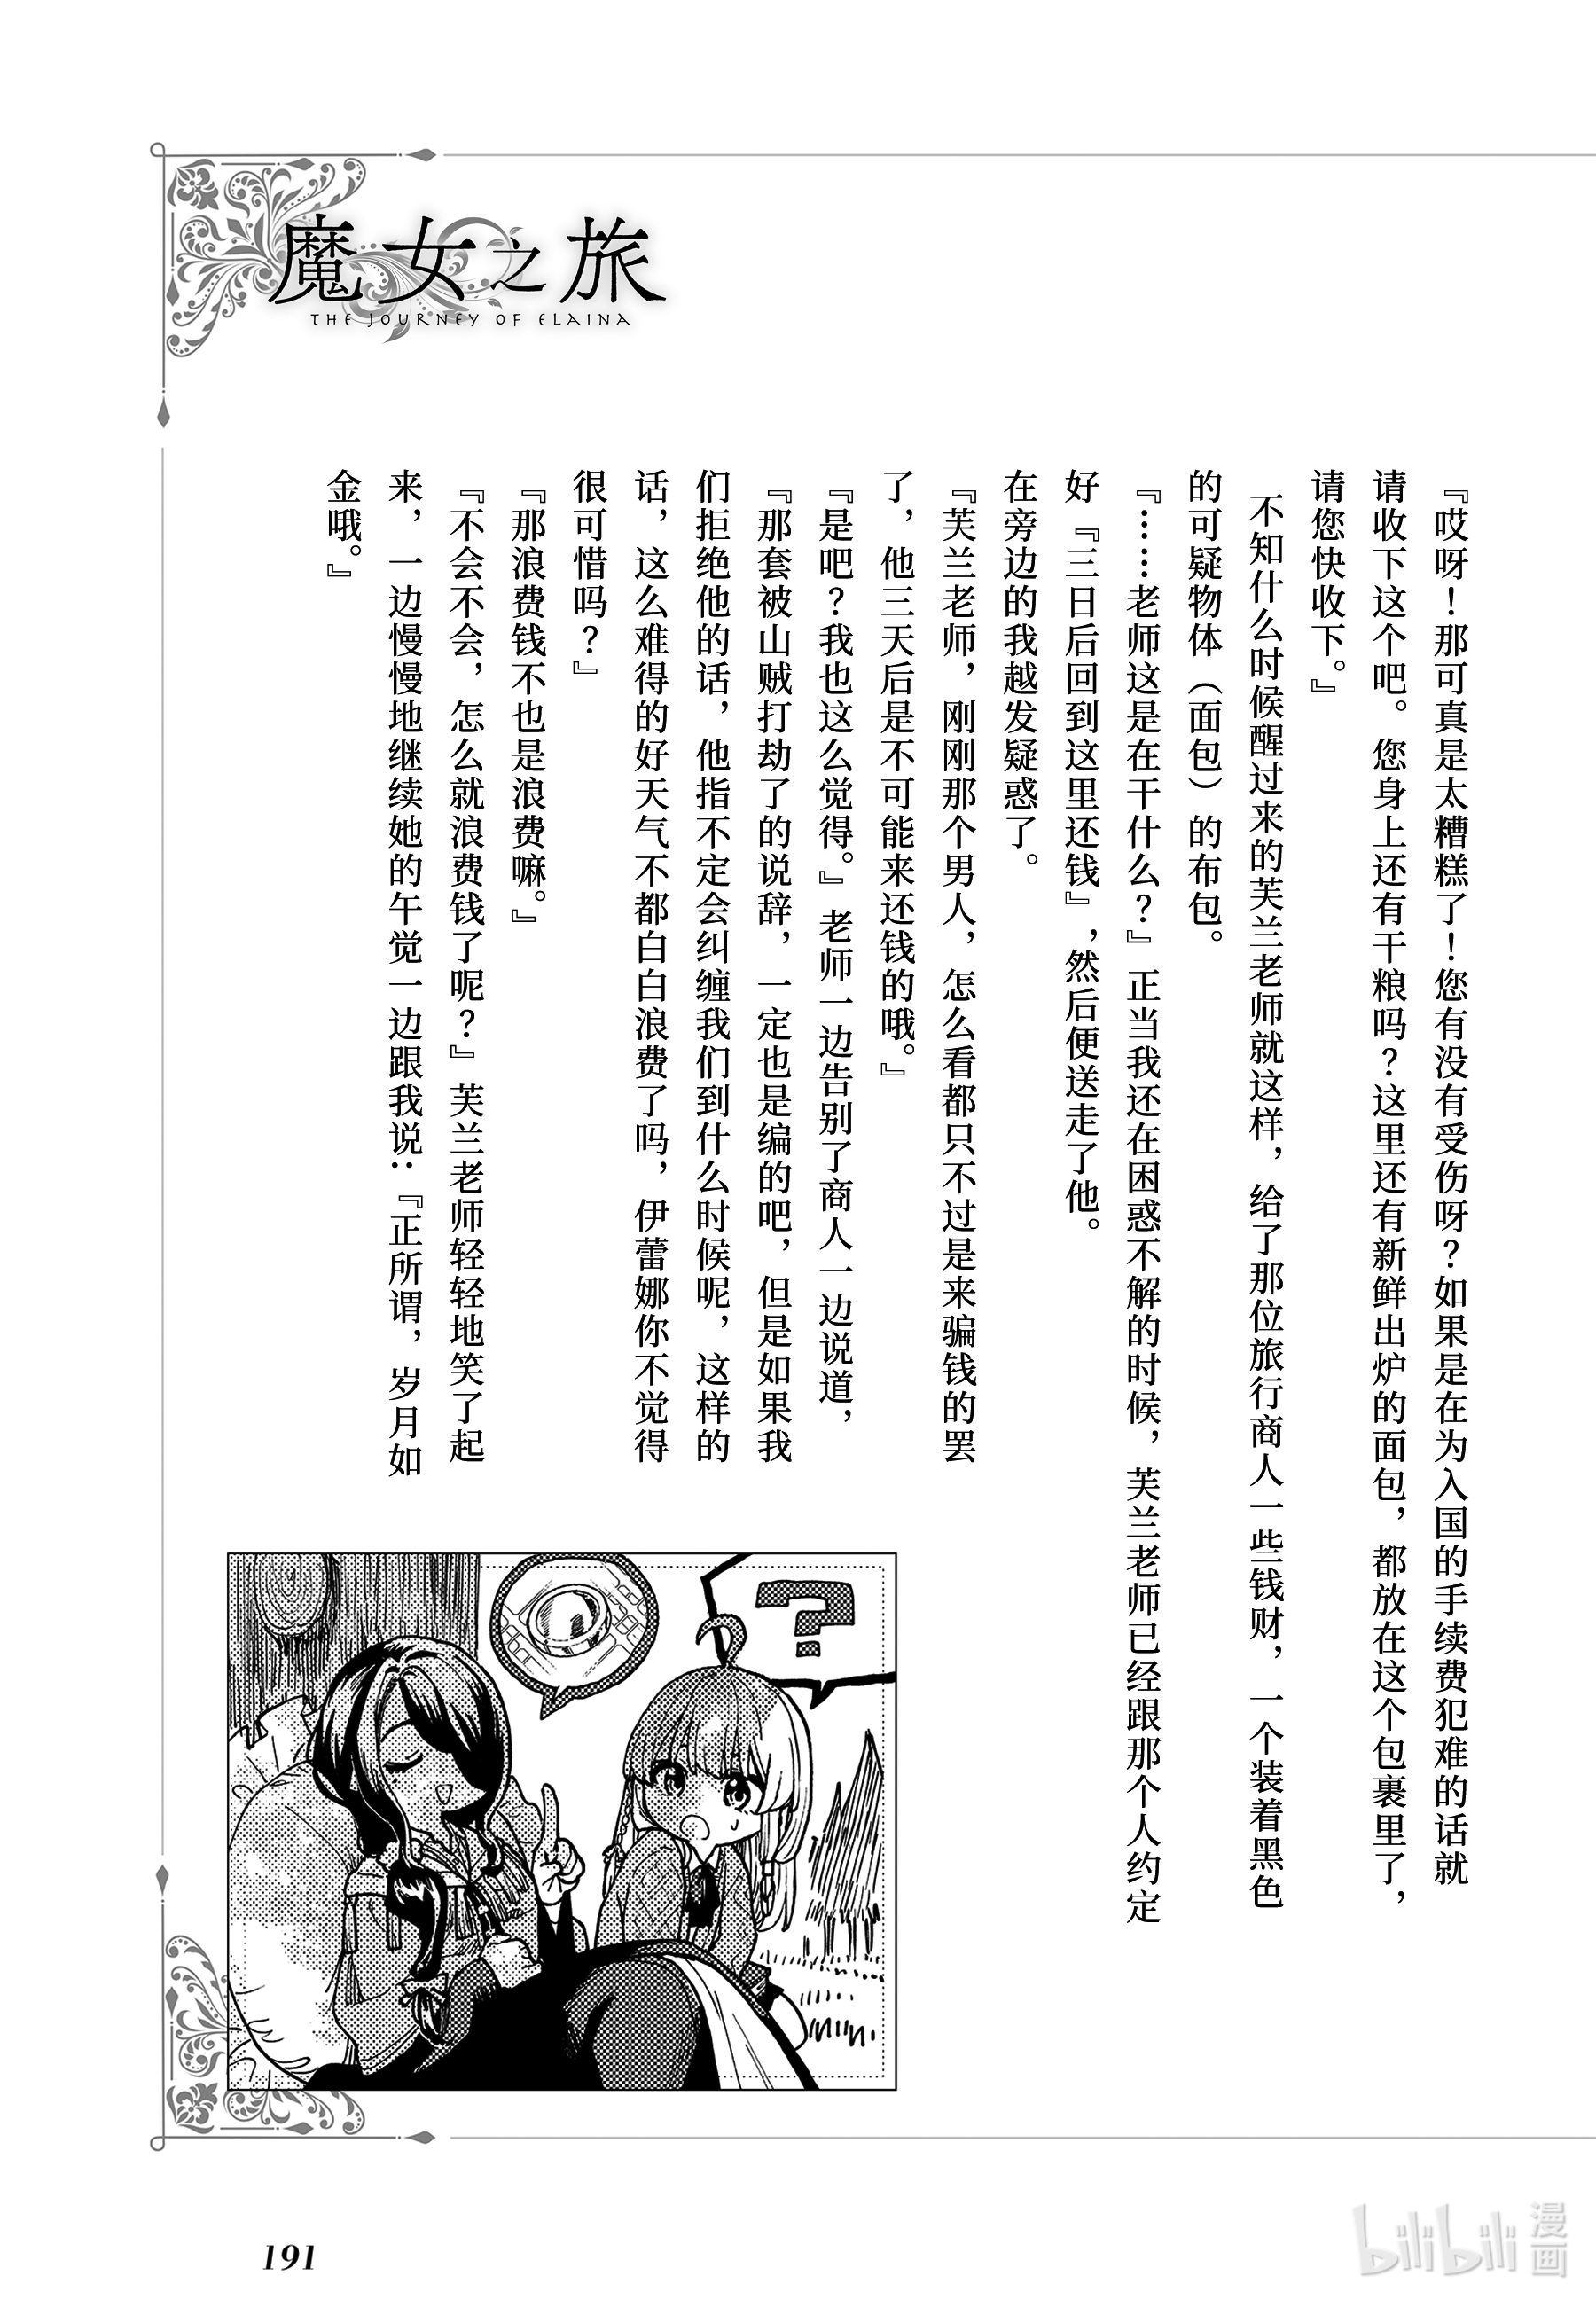 魔女之旅
THE JOURNEY OF ELAINA
『哎呀！那可真是太糟糕了！您有没有受伤呀？如果是在为入国的手续费犯难的话就
请收下这个吧。您身上还有干粮吗？这里还有新鲜出炉的面包，都放在这个包裹里了，
请您快收下。』
不知什么时候醒过来的芙兰老师就这样，给了那位旅行商人一些钱财，一个装着黑色
的可疑物体（面包）的布包。
『……老师这是在干什么？』正当我还在困惑不解的时候，芙兰老师已经跟那个人约定
好『三日后回到这里还钱』，然后便送走了他。
在旁边的我越发疑惑了。
『芙兰老师，刚刚那个男人，怎么看都只不过是来骗钱的罢
了，他三天后是不可能来还钱的哦。』
『是吧？我也这么觉得。』老师一边告别了商人一边说道，
『那套被山贼打劫了的说辞，一定也是编的吧，但是如果我
们拒绝他的话，他指不定会纠缠我们到什么时候呢，这样的
话，这么难得的好天气不都白白浪费了吗，伊蕾娜你不觉得
很可惜吗？』
『那浪费钱不也是浪费嘛。』
『不会不会，怎么就浪费钱了呢？』芙兰老师轻轻地笑了起
来，一边慢慢地继续她的午觉一边跟我说：『正所谓，岁月如
金哦。』
？
191
bilibili 漫画